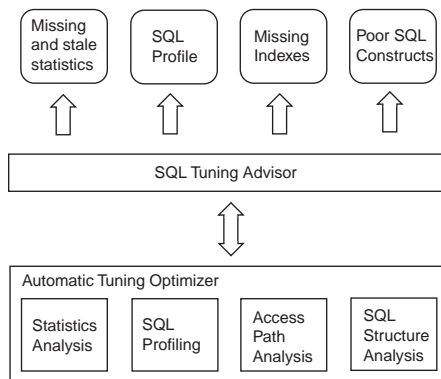 Missing
and stale
statistics
SQL
Profile
Missing
Indexes
Poor SQL
Constructs
SQL Tuning Advisor
Automatic Tuning Optimizer
Statistics
Analysis
SQL
Profiling
Access
Path
Analysis
SQL
Structure
Analysis